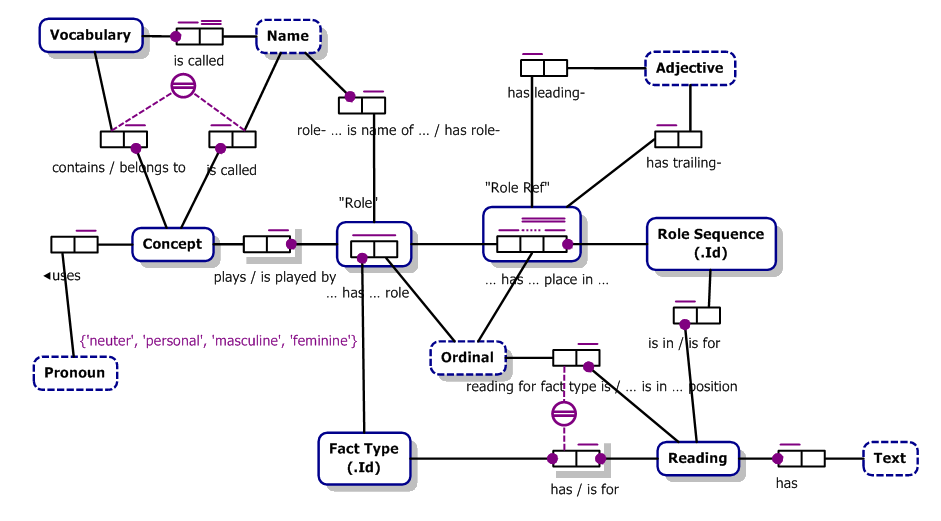 Vocabulary
Name
is called
Adjective
has leading-
role- ... is name of ... / has role-
contains / belongs to
is called
has trailing-
"Role Ref"
"Role"
Concept
Role Sequence
(.Id)
◄uses
plays / is played by
... has ... role
... has ... place in ...
{'neuter', 'personal', 'masculine', 'feminine'}
is in / is for
Pronoun
Ordinal
reading for fact type is / ... is in ... position
Fact Type
(.Id)
Reading
Text
has / is for
has